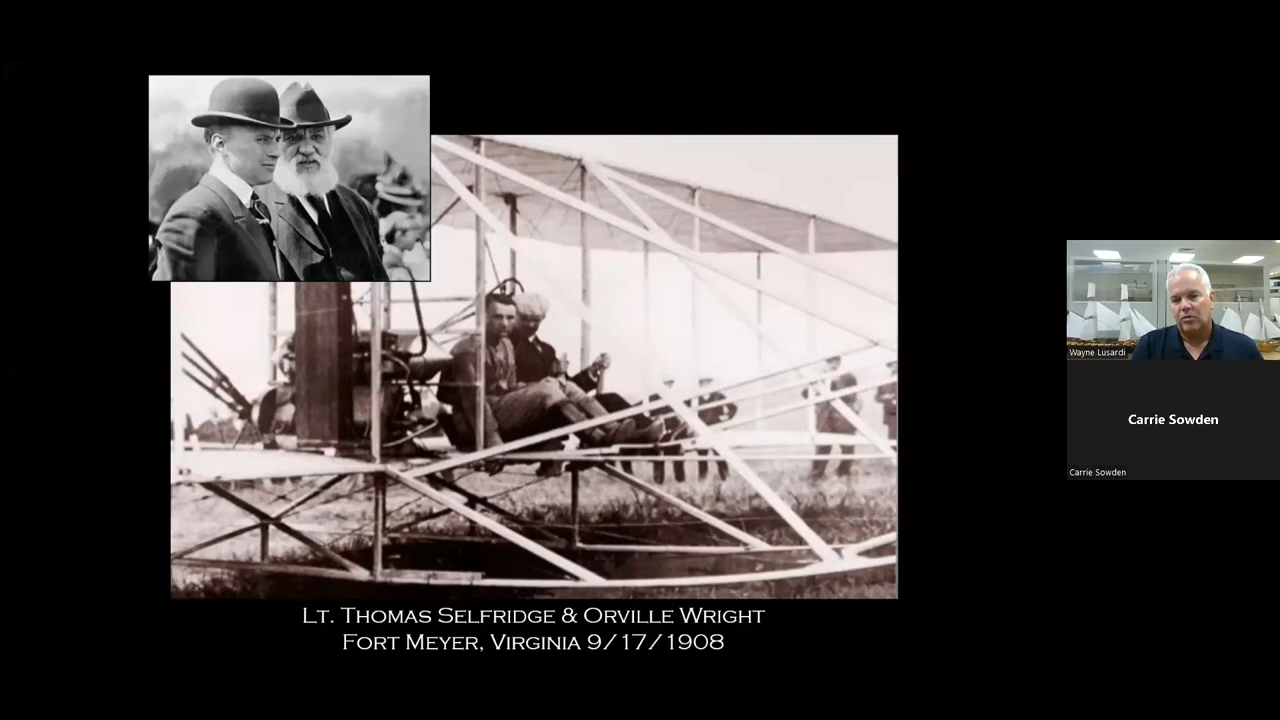 Lt. Thomas Selfridge & Orville Wright
Fort Meyer, Virginia 9/17/1908
Wayne Lusardi
Carrie Sowden
Carrie Sowden